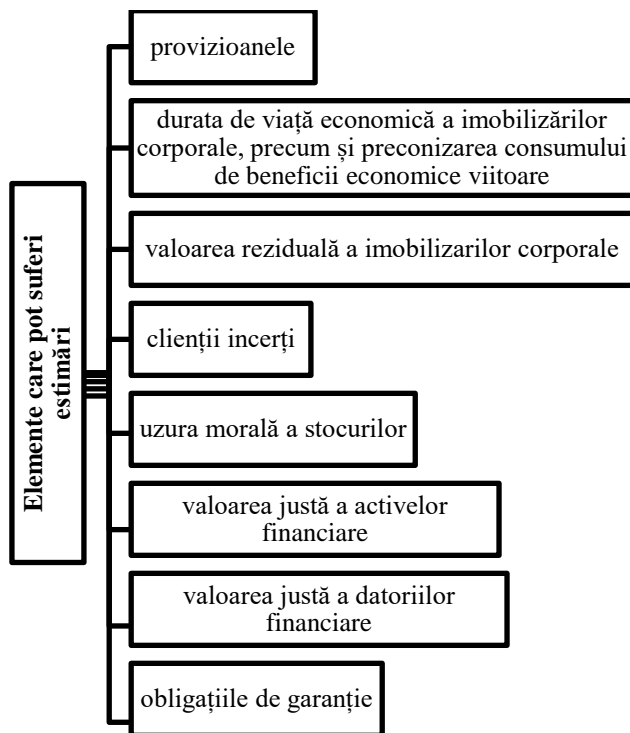 Elemente care pot suferi
estimări
provizioanele
durata de viață economică a imobilizărilor
corporale, precum și preconizarea consumului
de beneficii economice viitoare
valoarea reziduală a imobilizarilor corporale
clienții incerți
uzura morală a stocurilor
valoarea justă a activelor
financiare
valoarea justă a datoriilor
financiare
obligațiile de garanție